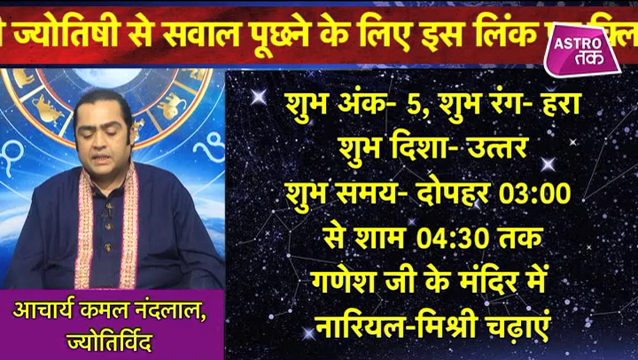 ज्योतिषी से सवाल पूछने के लिए इस लिंक
ASTRO
तक
शुभ अंक- 5, शुभ रंग- हरा
शुभ दिशा- उत्तर
शुभ समय- दोपहर 03:00
से शाम 04:30 तक
गणेश जी के मंदिर में
नारियल-मिश्री चढ़ाएं
आचार्य कमल नंदलाल,
ज्योतिर्विद